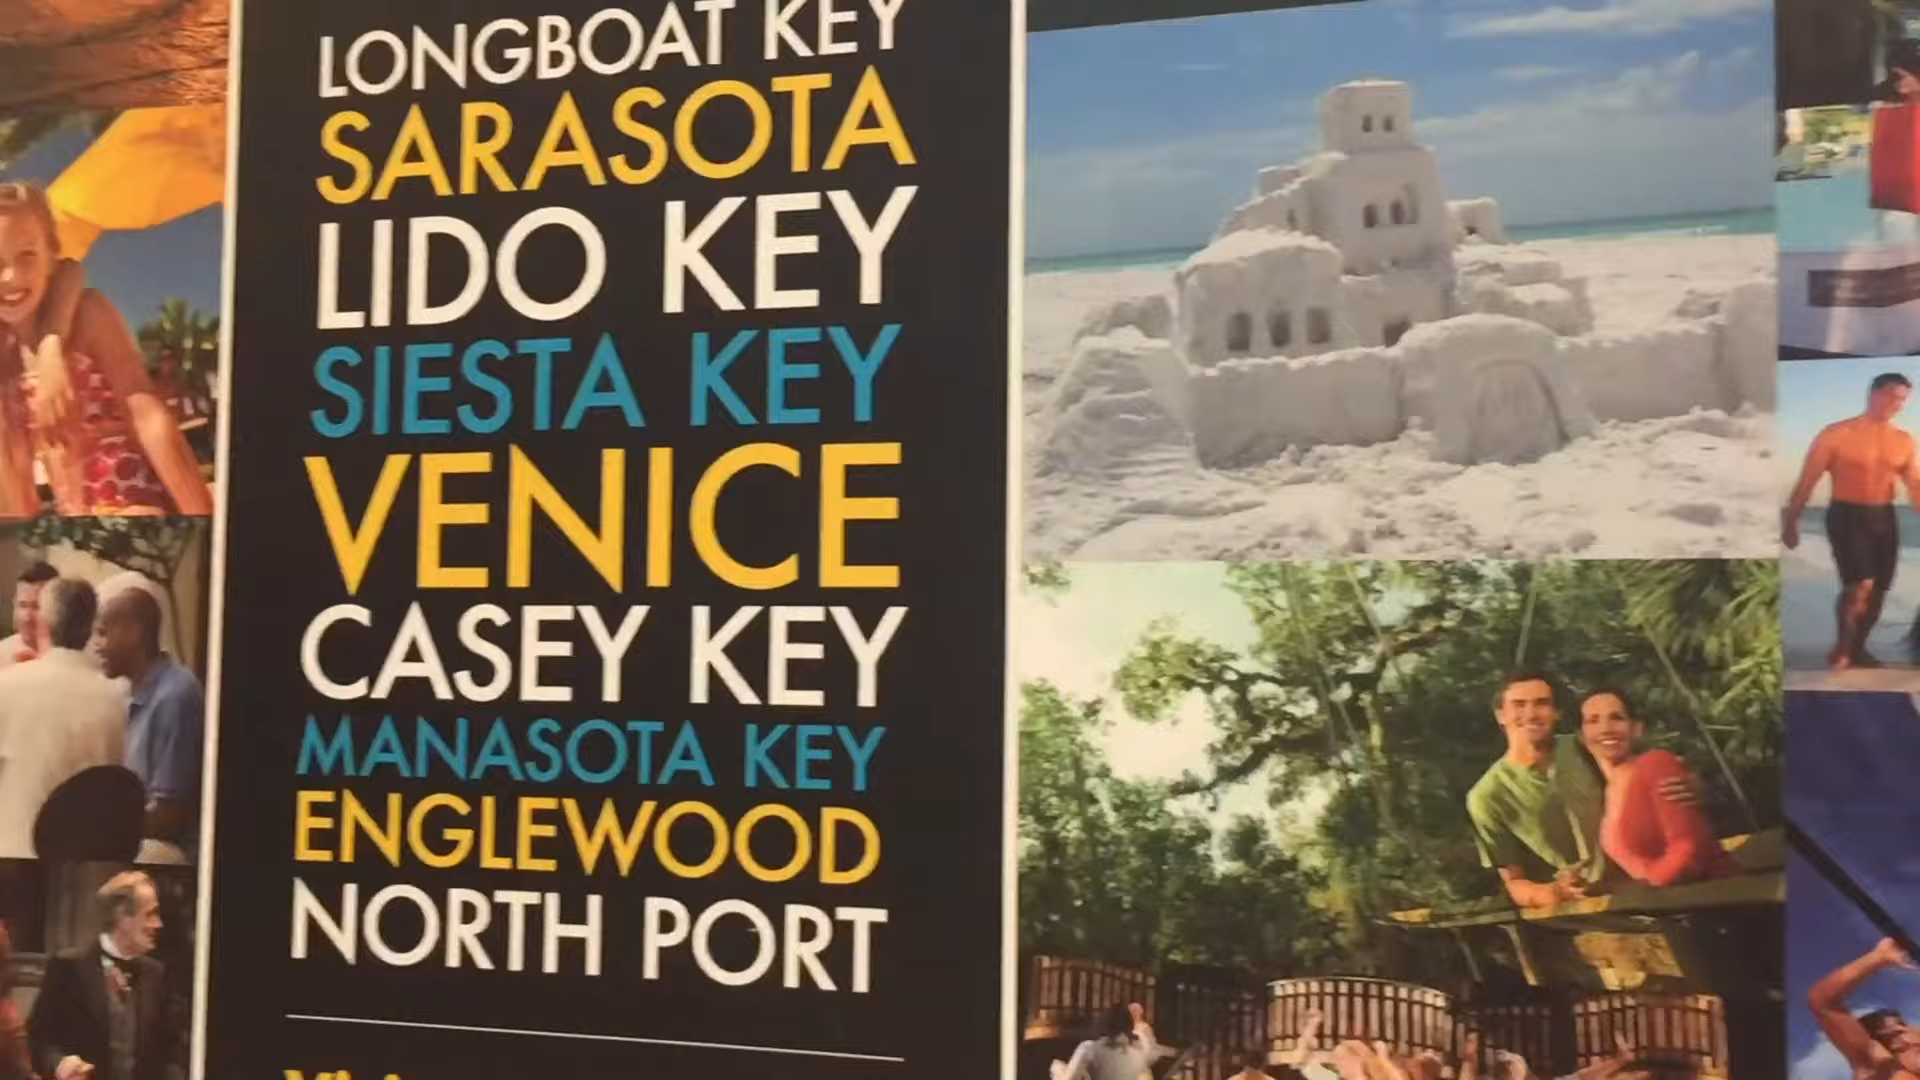 LONGBOAT KEY
SARASOTA
LIDO KEY
SIESTA KEY
VENICE
CASEY KEY
MANASOTA KEY
ENGLEWOOD
NORTH PORT